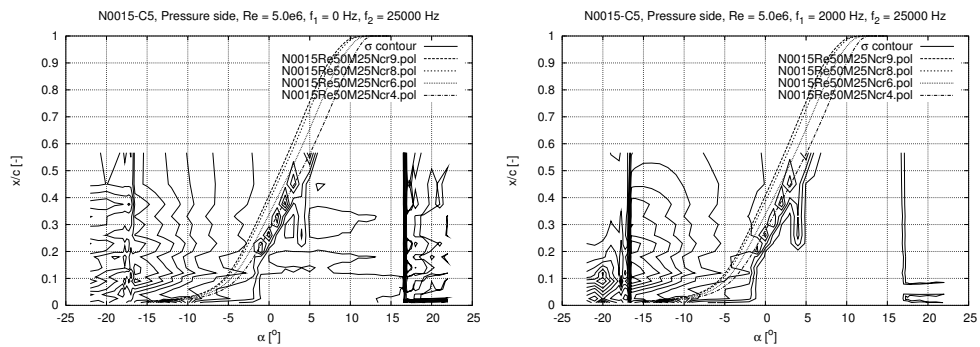 N0015-C5, Pressure side, Re = 5.0e6, f₁ = 0 Hz, f₂ = 25000 Hz
σ contour
N0015Re50M25Ncr9.pol
N0015Re50M25Ncr8.pol
N0015Re50M25Ncr6.pol
N0015Re50M25Ncr4.pol
1
0.9
0.8
0.7
0.6
0.5
0.4
0.3
0.2
0.1
0
x/c [-]
-25 -20 -15 -10 -5 0 5 10 15 20 25
α [°]
N0015-C5, Pressure side, Re = 5.0e6, f₁ = 2000 Hz, f₂ = 25000 Hz
σ contour
N0015Re50M25Ncr9.pol
N0015Re50M25Ncr8.pol
N0015Re50M25Ncr6.pol
N0015Re50M25Ncr4.pol
1
0.9
0.8
0.7
0.6
0.5
0.4
0.3
0.2
0.1
0
x/c [-]
-25 -20 -15 -10 -5 0 5 10 15 20 25
α [°]